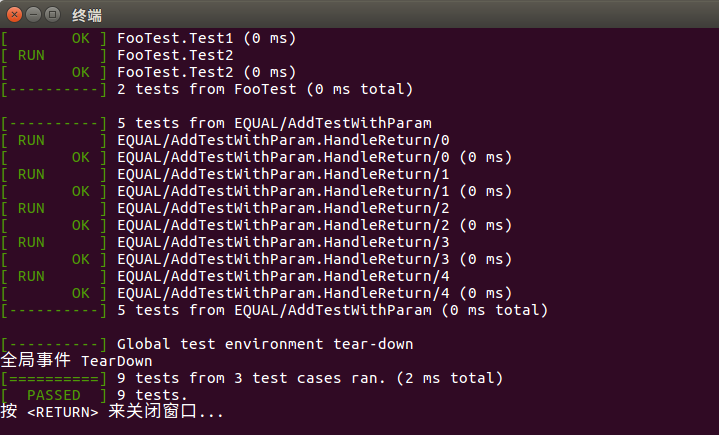 终端
[       OK ] FooTest.Test1 (0 ms)
[ RUN      ] FooTest.Test2
[       OK ] FooTest.Test2 (0 ms)
[----------] 2 tests from FooTest (0 ms total)
[----------] 5 tests from EQUAL/AddTestWithParam
[ RUN      ] EQUAL/AddTestWithParam.HandleReturn/0
[       OK ] EQUAL/AddTestWithParam.HandleReturn/0 (0 ms)
[ RUN      ] EQUAL/AddTestWithParam.HandleReturn/1
[       OK ] EQUAL/AddTestWithParam.HandleReturn/1 (0 ms)
[ RUN      ] EQUAL/AddTestWithParam.HandleReturn/2
[       OK ] EQUAL/AddTestWithParam.HandleReturn/2 (0 ms)
[ RUN      ] EQUAL/AddTestWithParam.HandleReturn/3
[       OK ] EQUAL/AddTestWithParam.HandleReturn/3 (0 ms)
[ RUN      ] EQUAL/AddTestWithParam.HandleReturn/4
[       OK ] EQUAL/AddTestWithParam.HandleReturn/4 (0 ms)
[----------] 5 tests from EQUAL/AddTestWithParam (0 ms total)
[----------] Global test environment tear-down
全局事件 TearDown
[==========] 9 tests from 3 test cases ran. (2 ms total)
[  PASSED  ] 9 tests.
按 <RETURN> 来关闭窗口...